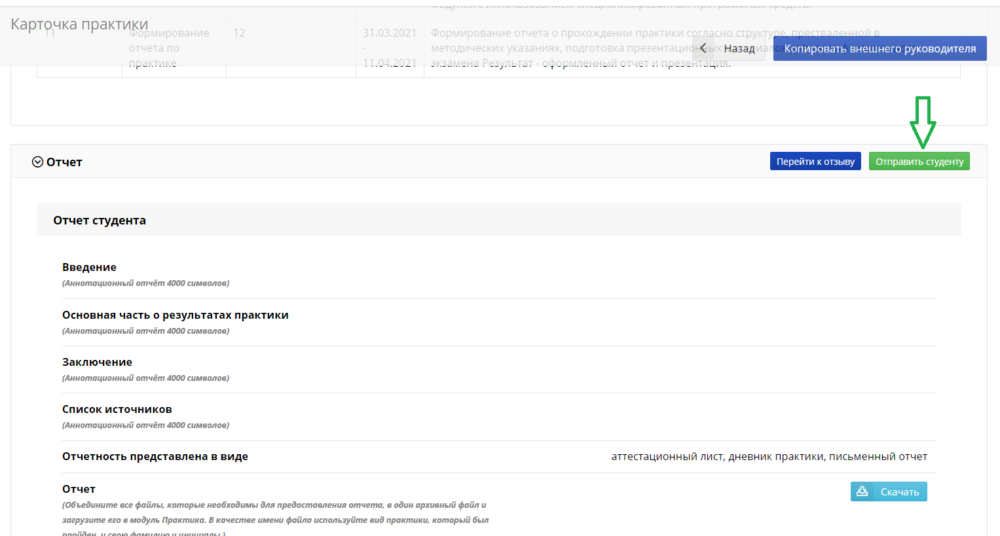 модулей с использованием специализированных программных средств.
Карточка практики
11 Формирование отчета по практике 12 31.03.2021 - 11.04.2021
Формирование отчета о прохождении практики согласно структуре, престваленной в
методических указаниях, подготовка презентационных
экзамена Результат - оформленный отчет и презентация.
Назад Копировать внешнего руководителя
Отчет Перейти к отзыву Отправить студенту
Отчет студента
Введение
(Аннотационный отчёт 4000 символов)
Основная часть о результатах практики
(Аннотационный отчёт 4000 символов)
Заключение
(Аннотационный отчёт 4000 символов)
Список источников
(Аннотационный отчёт 4000 символов)
Отчетность представлена в виде аттестационный лист, дневник практики, письменный отчет
Отчет Скачать
(Объедините все файлы, которые необходимы для предоставления отчета, в один архивный файл и
загрузите его в модуль Практика. В качестве имени файла используйте вид практики, который был
пройден, и свою фамилию и инициалы.)